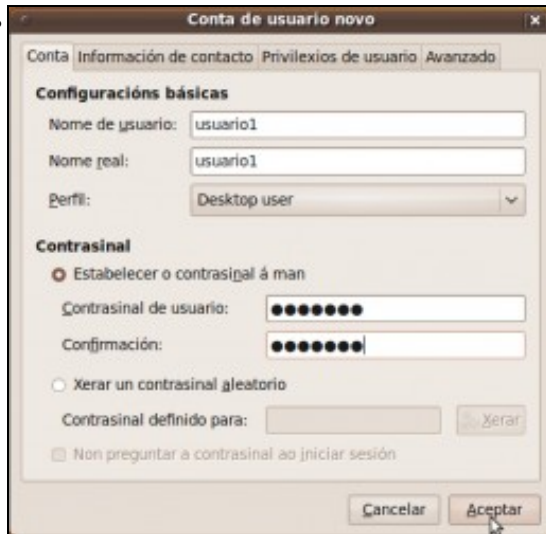 Conta de usuario novo
Conta Información de contacto Privilexios de usuario Avanzado
Configuracións básicas
Nome de usuario: usuario1
Nome real: usuario1
Perfil: Desktop user
Contrasinal
Estabelecer o contrasinal á man
Contrasinal de usuario: ●●●●●●●
Confirmación: ●●●●●●●
Xerar un contrasinal aleatorio
Contrasinal definido para: Xerar
Non preguntar a contrasinal ao iniciar sesión
Cancelar Aceptar